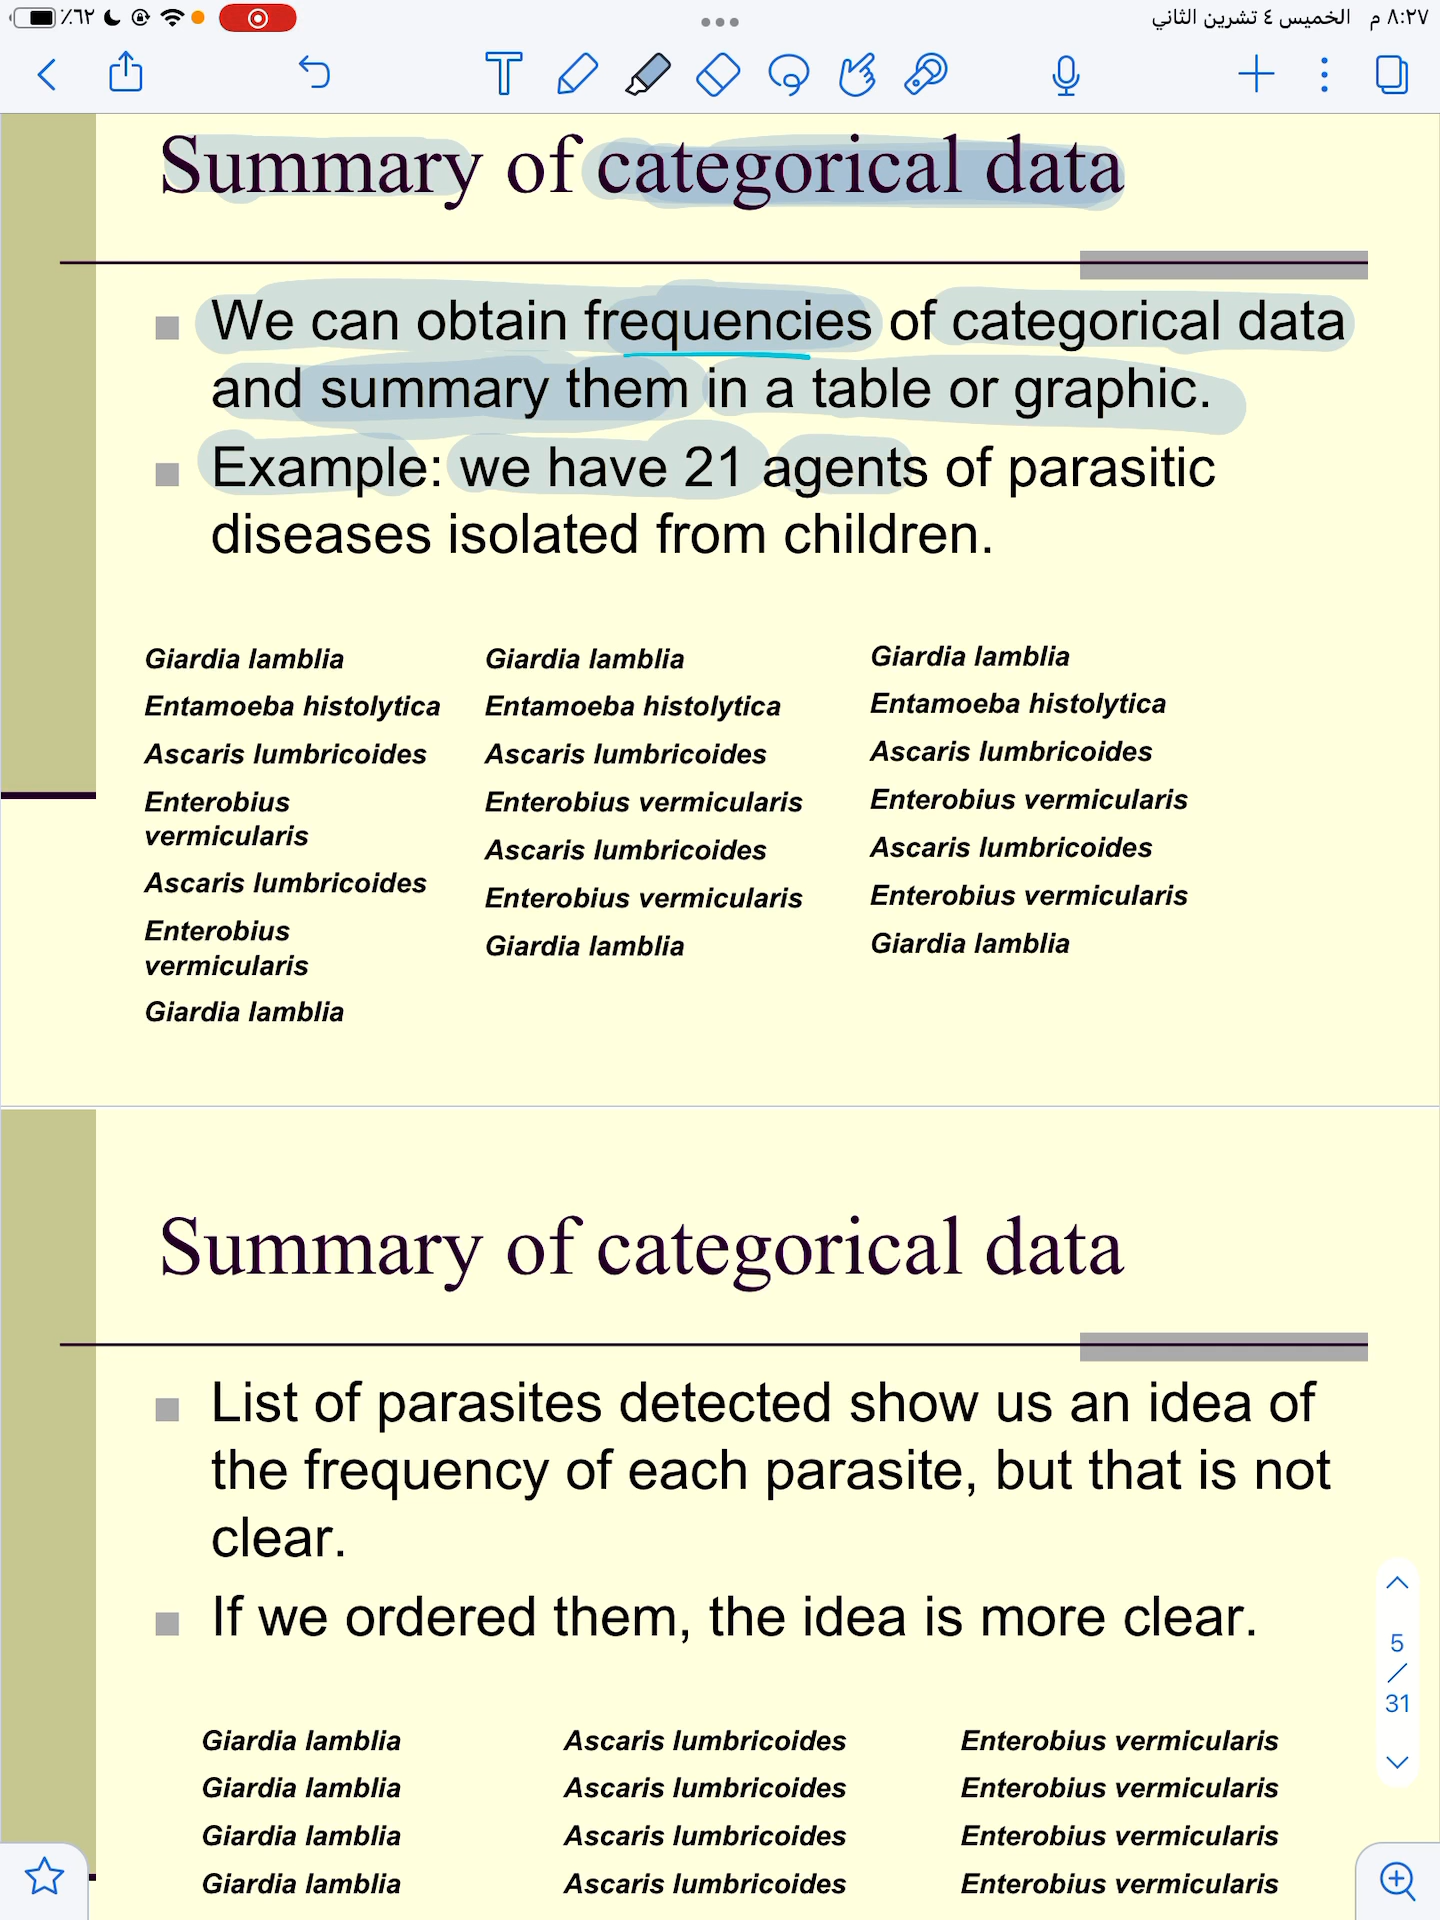 ٪٦٢
٨:٢٧ م الخميس ٤ تشرين الثاني
T
Summary of categorical data
We can obtain frequencies of categorical data
and summary them in a table or graphic.
Example: we have 21 agents of parasitic
diseases isolated from children.
Giardia lamblia
Entamoeba histolytica
Ascaris lumbricoides
Enterobius
vermicularis
Ascaris lumbricoides
Enterobius
vermicularis
Giardia lamblia
Giardia lamblia
Entamoeba histolytica
Ascaris lumbricoides
Enterobius vermicularis
Ascaris lumbricoides
Enterobius vermicularis
Giardia lamblia
Giardia lamblia
Entamoeba histolytica
Ascaris lumbricoides
Enterobius vermicularis
Ascaris lumbricoides
Enterobius vermicularis
Giardia lamblia
Summary of categorical data
List of parasites detected show us an idea of
the frequency of each parasite, but that is not
clear.
If we ordered them, the idea is more clear.
Giardia lamblia
Giardia lamblia
Giardia lamblia
Giardia lamblia
Ascaris lumbricoides
Ascaris lumbricoides
Ascaris lumbricoides
Ascaris lumbricoides
Enterobius vermicularis
Enterobius vermicularis
Enterobius vermicularis
Enterobius vermicularis
5
/
31